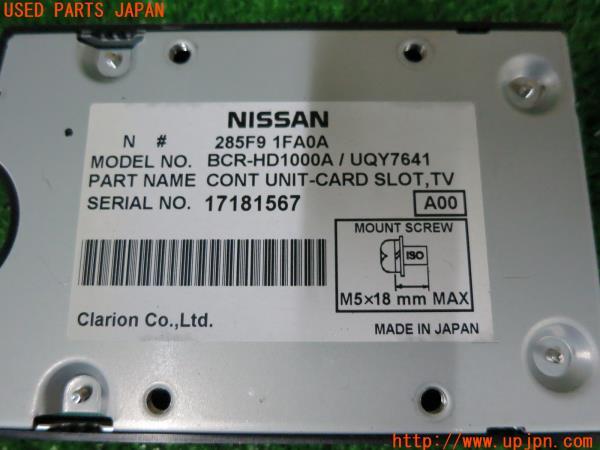 USED PARTS JAPAN
NISSAN
N # 285F9 1FA0A
MODEL NO. BCR-HD1000A / UQY7641
PART NAME CONT UNIT-CARD SLOT,TV
SERIAL NO. 17181567
A00
MOUNT SCREW
ISO
M5×18 mm MAX
Clarion Co.,Ltd.
MADE IN JAPAN
http://www.upjpn.com/